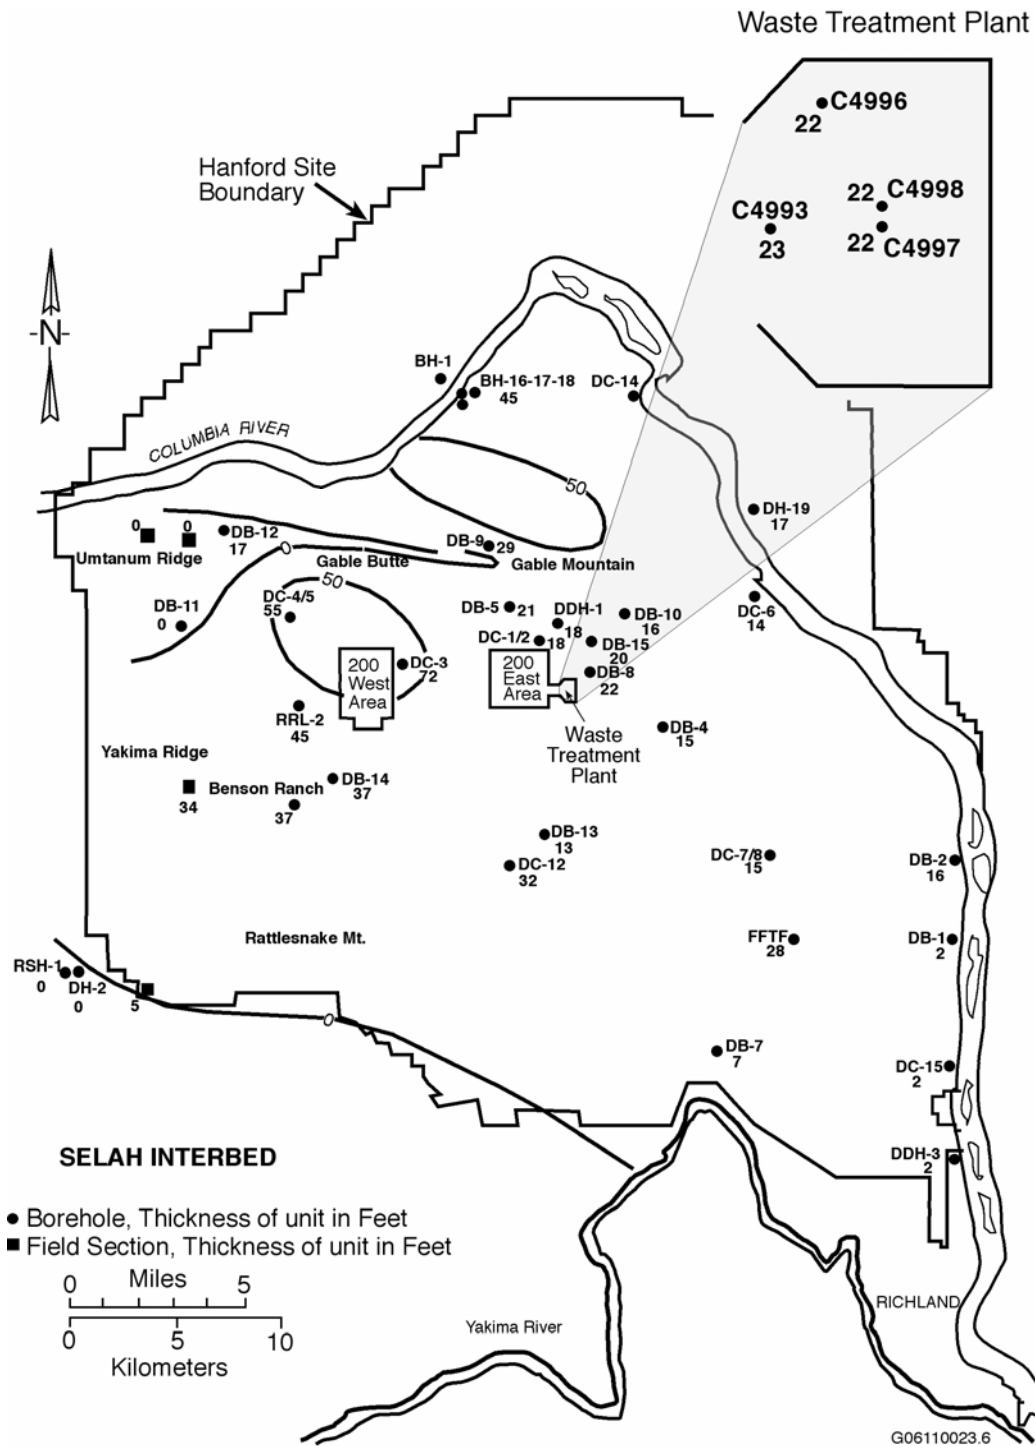 Waste Treatment Plant
C4996
22
22 C4998
C4993
23
22 C4997
Hanford Site
Boundary
-N-
BH-1
BH-16-17-18
45
DC-14
COLUMBIA RIVER
50
DH-19
17
0
0
DB-12
17
Umtanum Ridge
0
DB-9
29
Gable Butte
Gable Mountain
50
DC-4/5
55
DB-11
0
DB-5
21
DDH-1
18
DB-10
16
DC-6
14
DC-1/2
18
DB-15
20
DC-3
72
200
West
Area
200
East
Area
DB-8
22
RRL-2
45
Waste
Treatment
Plant
DB-4
15
Yakima Ridge
34
Benson Ranch
37
DB-14
37
DB-13
13
DC-12
32
DC-7/8
15
DB-2
16
Rattlesnake Mt.
FFTF
28
DB-1
2
RSH-1
0
DH-2
0
5
0
DB-7
7
DC-15
2
DDH-3
2
SELAH INTERBED
Borehole, Thickness of unit in Feet
Field Section, Thickness of unit in Feet
0 Miles 5
0 5 10
Kilometers
Yakima River
RICHLAND
G06110023.6